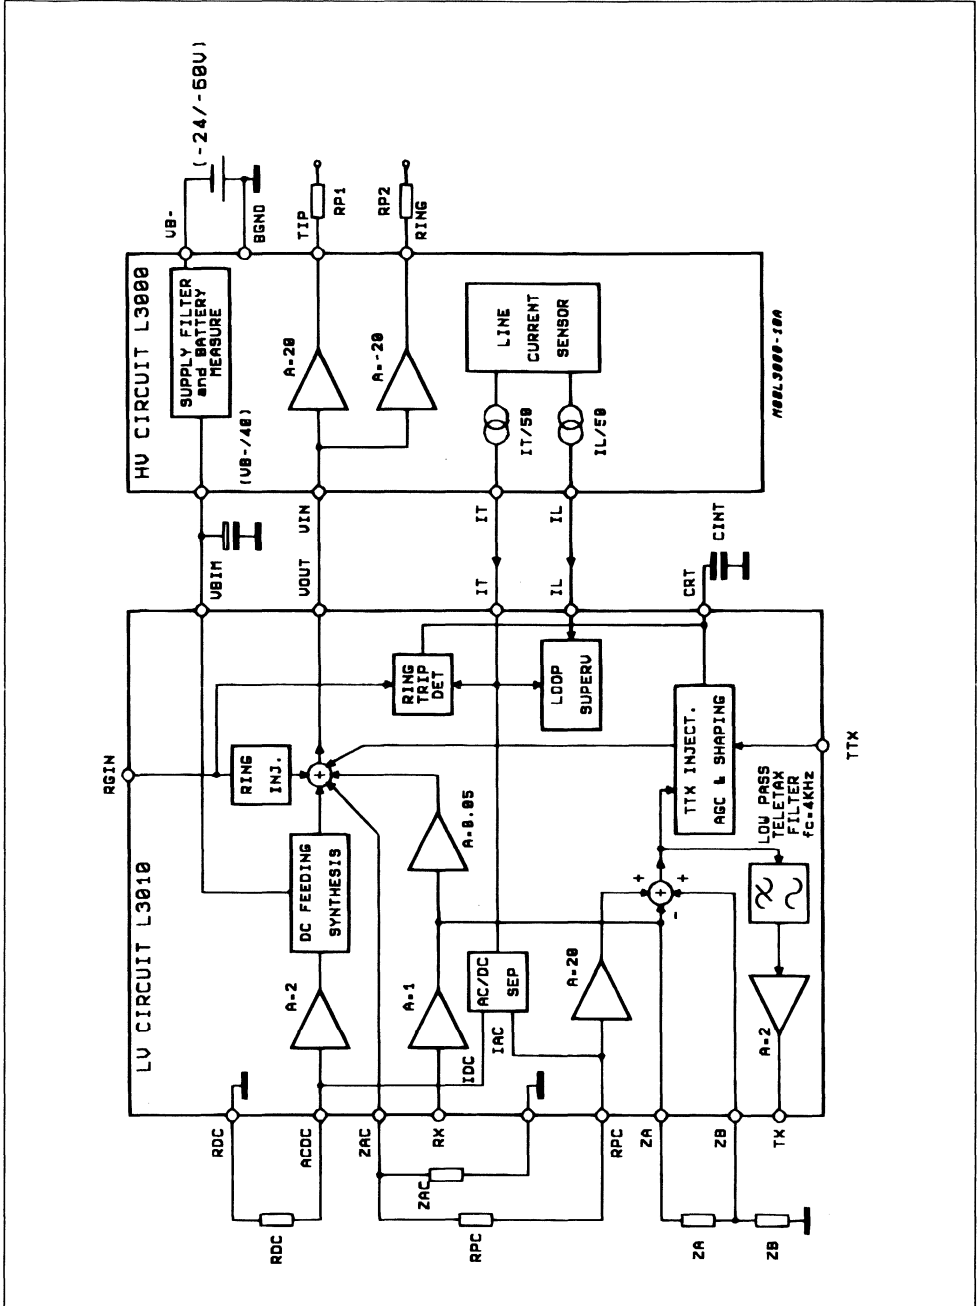 LV CIRCUIT L3010
HV CIRCUIT L3000
RGIN
RDC
RDC
ACDC
A=2
DC FEEDING
SYNTHESIS
RING
INJ.
+
VBIM
(VB-/40)
SUPPLY FILTER
and BATTERY
MEASURE
VB-
(-24/-60V)
BGND
VOUT
VIN
A=20
TIP
RP1
A=-20
RP2
RING
ZAC
ZAC
RX
A=1
IDC
A=0.05
RING
TRIP
DET
RPC
IAC
AC/DC
SEP
IT
IT
IT/50
LINE
CURRENT
SENSOR
LOOP
SUPERV
IL
IL
IL/50
RPC
A=20
ZA
ZA
+
+
+
-
ZB
ZB
TTX INJECT.
AGC & SHAPING
CRT
CINT
TX
A=2
LOW PASS
TELETAX
FILTER
fc=4KHz
TTX
M88L3000-10A